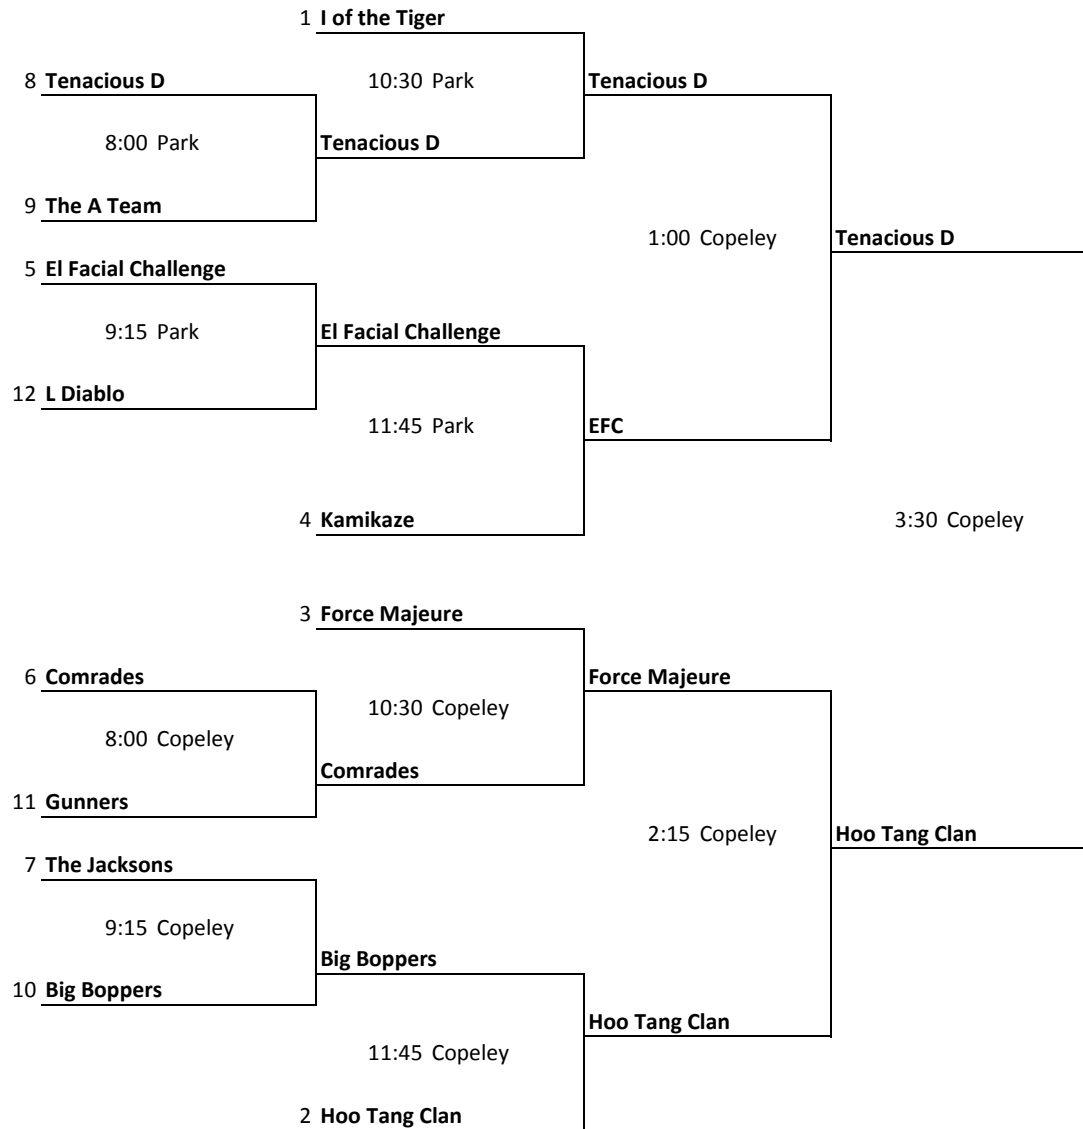 1 I of the Tiger
8 Tenacious D 10:30 Park Tenacious D
8:00 Park Tenacious D
9 The A Team
1:00 Copeley Tenacious D
5 El Facial Challenge
9:15 Park El Facial Challenge
12 L Diablo
11:45 Park EFC
4 Kamikaze 3:30 Copeley
3 Force Majeure
6 Comrades Force Majeure
10:30 Copeley
8:00 Copeley
Comrades
11 Gunners
2:15 Copeley Hoo Tang Clan
7 The Jacksons
9:15 Copeley
Big Boppers
10 Big Boppers
Hoo Tang Clan
11:45 Copeley
2 Hoo Tang Clan